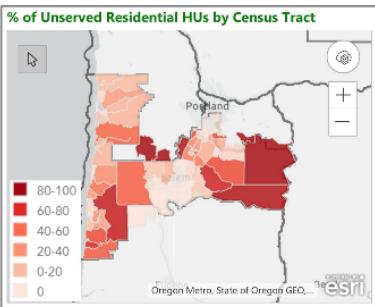 % of Unserved Residential HUs by Census Tract
Portland
80-100
60-80
40-60
20-40
0-20
0
Oregon Metro, State of Oregon GEO,...
esri